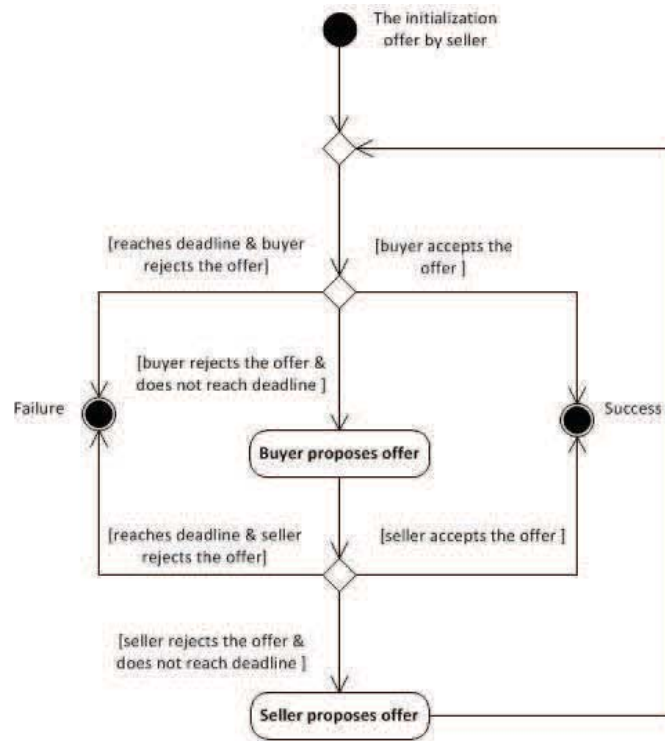 The initialization
offer by seller
[reaches deadline & buyer
rejects the offer]
[buyer accepts the
offer ]
[buyer rejects the offer &
does not reach deadline ]
Failure
Success
Buyer proposes offer
[reaches deadline & seller
rejects the offer]
[seller accepts the offer ]
[seller rejects the offer &
does not reach deadline ]
Seller proposes offer